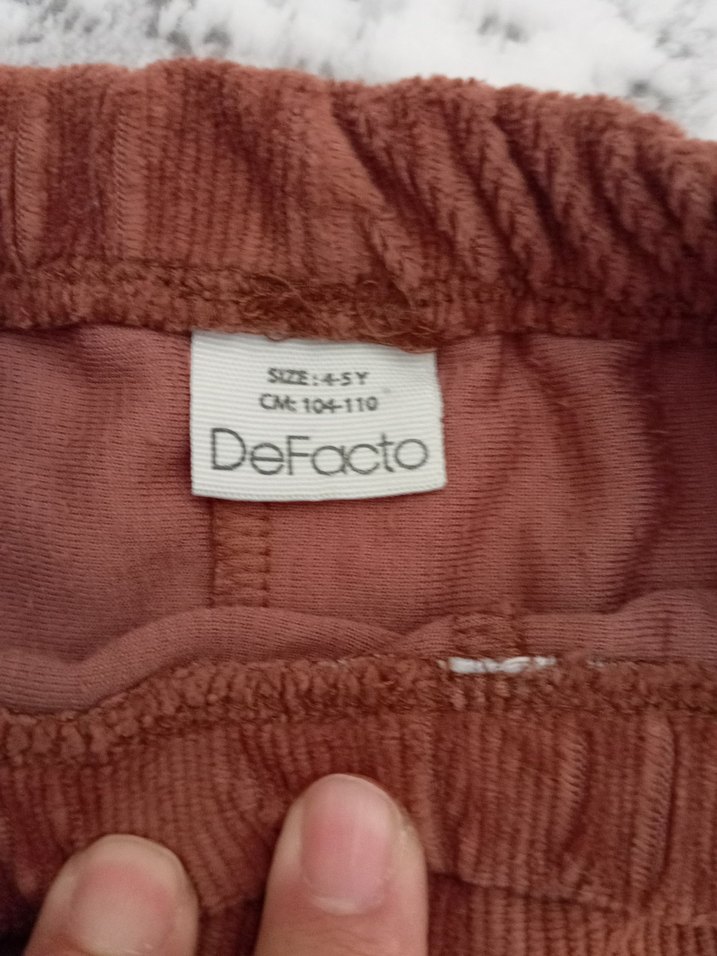 SIZE: 4-5 Y
CM: 104-110
DeFacto